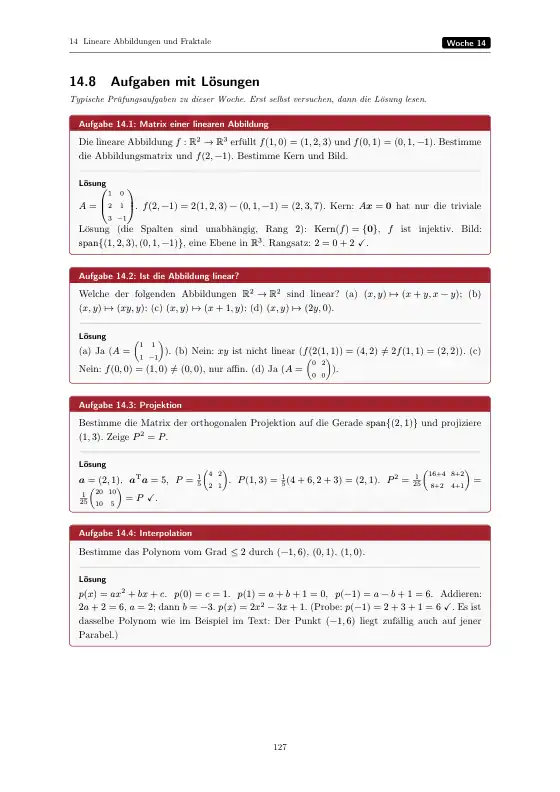 14 Lineare Abbildungen und Fraktale
Woche 14
14.8 Aufgaben mit Lösungen
Typische Prüfungsaufgaben zu dieser Woche. Erst selbst versuchen, dann die Lösung lesen.
Aufgabe 14.1: Matrix einer linearen Abbildung
Die lineare Abbildung f : ℝ² → ℝ³ erfüllt f(1, 0) = (1, 2, 3) und f(0, 1) = (0, 1, −1). Bestimme
die Abbildungsmatrix und f(2, −1). Bestimme Kern und Bild.
Lösung
A = (1 0; 2 1; 3 −1). f(2, −1) = 2(1, 2, 3) − (0, 1, −1) = (2, 3, 7). Kern: Ax = 0 hat nur die triviale
Lösung (die Spalten sind unabhängig, Rang 2): Kern(f) = {0}, f ist injektiv. Bild:
span{(1, 2, 3), (0, 1, −1)}, eine Ebene in ℝ³. Rangsatz: 2 = 0 + 2 ✓.
Aufgabe 14.2: Ist die Abbildung linear?
Welche der folgenden Abbildungen ℝ² → ℝ² sind linear? (a) (x, y) ↦ (x + y, x − y); (b)
(x, y) ↦ (xy, y); (c) (x, y) ↦ (x + 1, y); (d) (x, y) ↦ (2y, 0).
Lösung
(a) Ja (A = (1 1; 1 −1)). (b) Nein: xy ist nicht linear (f(2(1, 1)) = (4, 2) ≠ 2f(1, 1) = (2, 2)). (c)
Nein: f(0, 0) = (1, 0) ≠ (0, 0), nur affin. (d) Ja (A = (0 2; 0 0)).
Aufgabe 14.3: Projektion
Bestimme die Matrix der orthogonalen Projektion auf die Gerade span{(2, 1)} und projiziere
(1, 3). Zeige P² = P.
Lösung
a = (2, 1), aᵀa = 5, P = 1/5 (4 2; 2 1). P(1, 3) = 1/5(4 + 6, 2 + 3) = (2, 1). P² = 1/25 (16+4 8+2; 8+2 4+1) =
1/25 (20 10; 10 5) = P ✓.
Aufgabe 14.4: Interpolation
Bestimme das Polynom vom Grad ≤ 2 durch (−1, 6), (0, 1), (1, 0).
Lösung
p(x) = ax² + bx + c. p(0) = c = 1. p(1) = a + b + 1 = 0, p(−1) = a − b + 1 = 6. Addieren:
2a + 2 = 6, a = 2; dann b = −3. p(x) = 2x² − 3x + 1. (Probe: p(−1) = 2 + 3 + 1 = 6 ✓. Es ist
dasselbe Polynom wie im Beispiel im Text: Der Punkt (−1, 6) liegt zufällig auch auf jener
Parabel.)
127